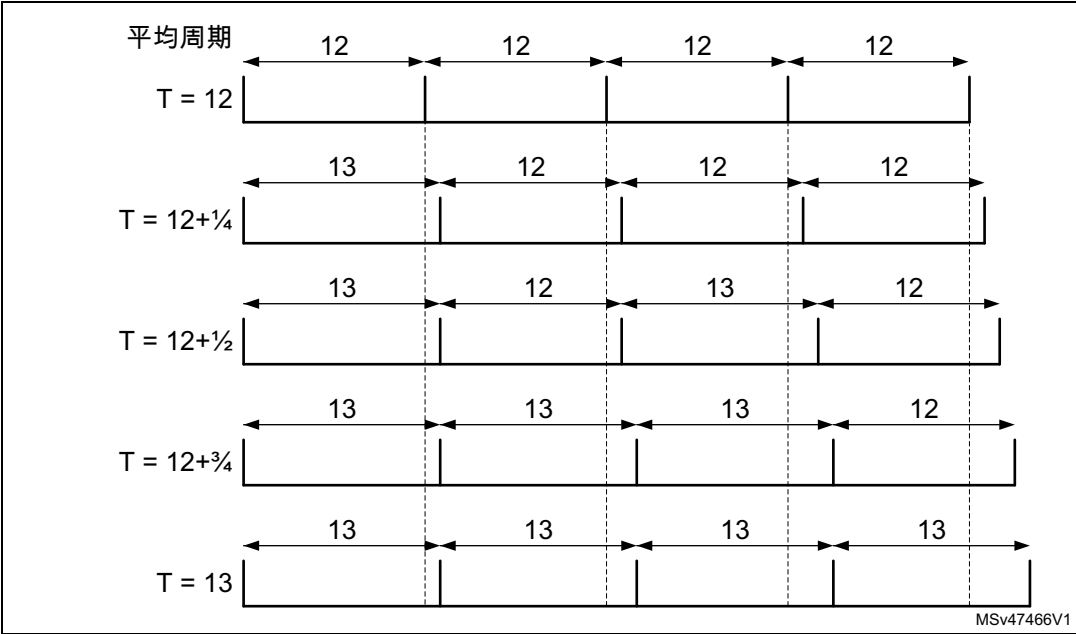 平均周期
12 12 12 12
T = 12
13 12 12 12
T = 12+¼
13 12 13 12
T = 12+½
13 13 13 12
T = 12+¾
13 13 13 13
T = 13
MSv47466V1